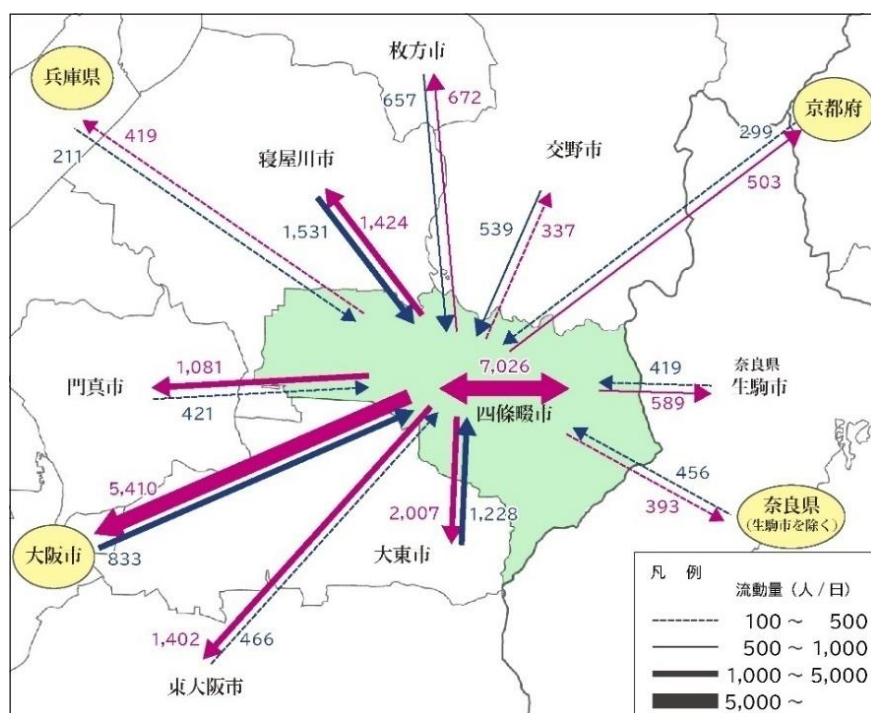 枚方市
兵庫県
京都府
657
672
299
419
211
寝屋川市
交野市
503
1,424
1,531
539
337
1,081
7,026
419
奈良県
生駒市
門真市
421
589
四條畷市
5,410
456
2,007
1,228
393
奈良県
(生駒市を除く)
大阪市
833
大東市
凡 例
流動量（人 / 日）
100 ～ 500
500 ～ 1,000
1,000 ～ 5,000
5,000 ～
1,402
466
東大阪市